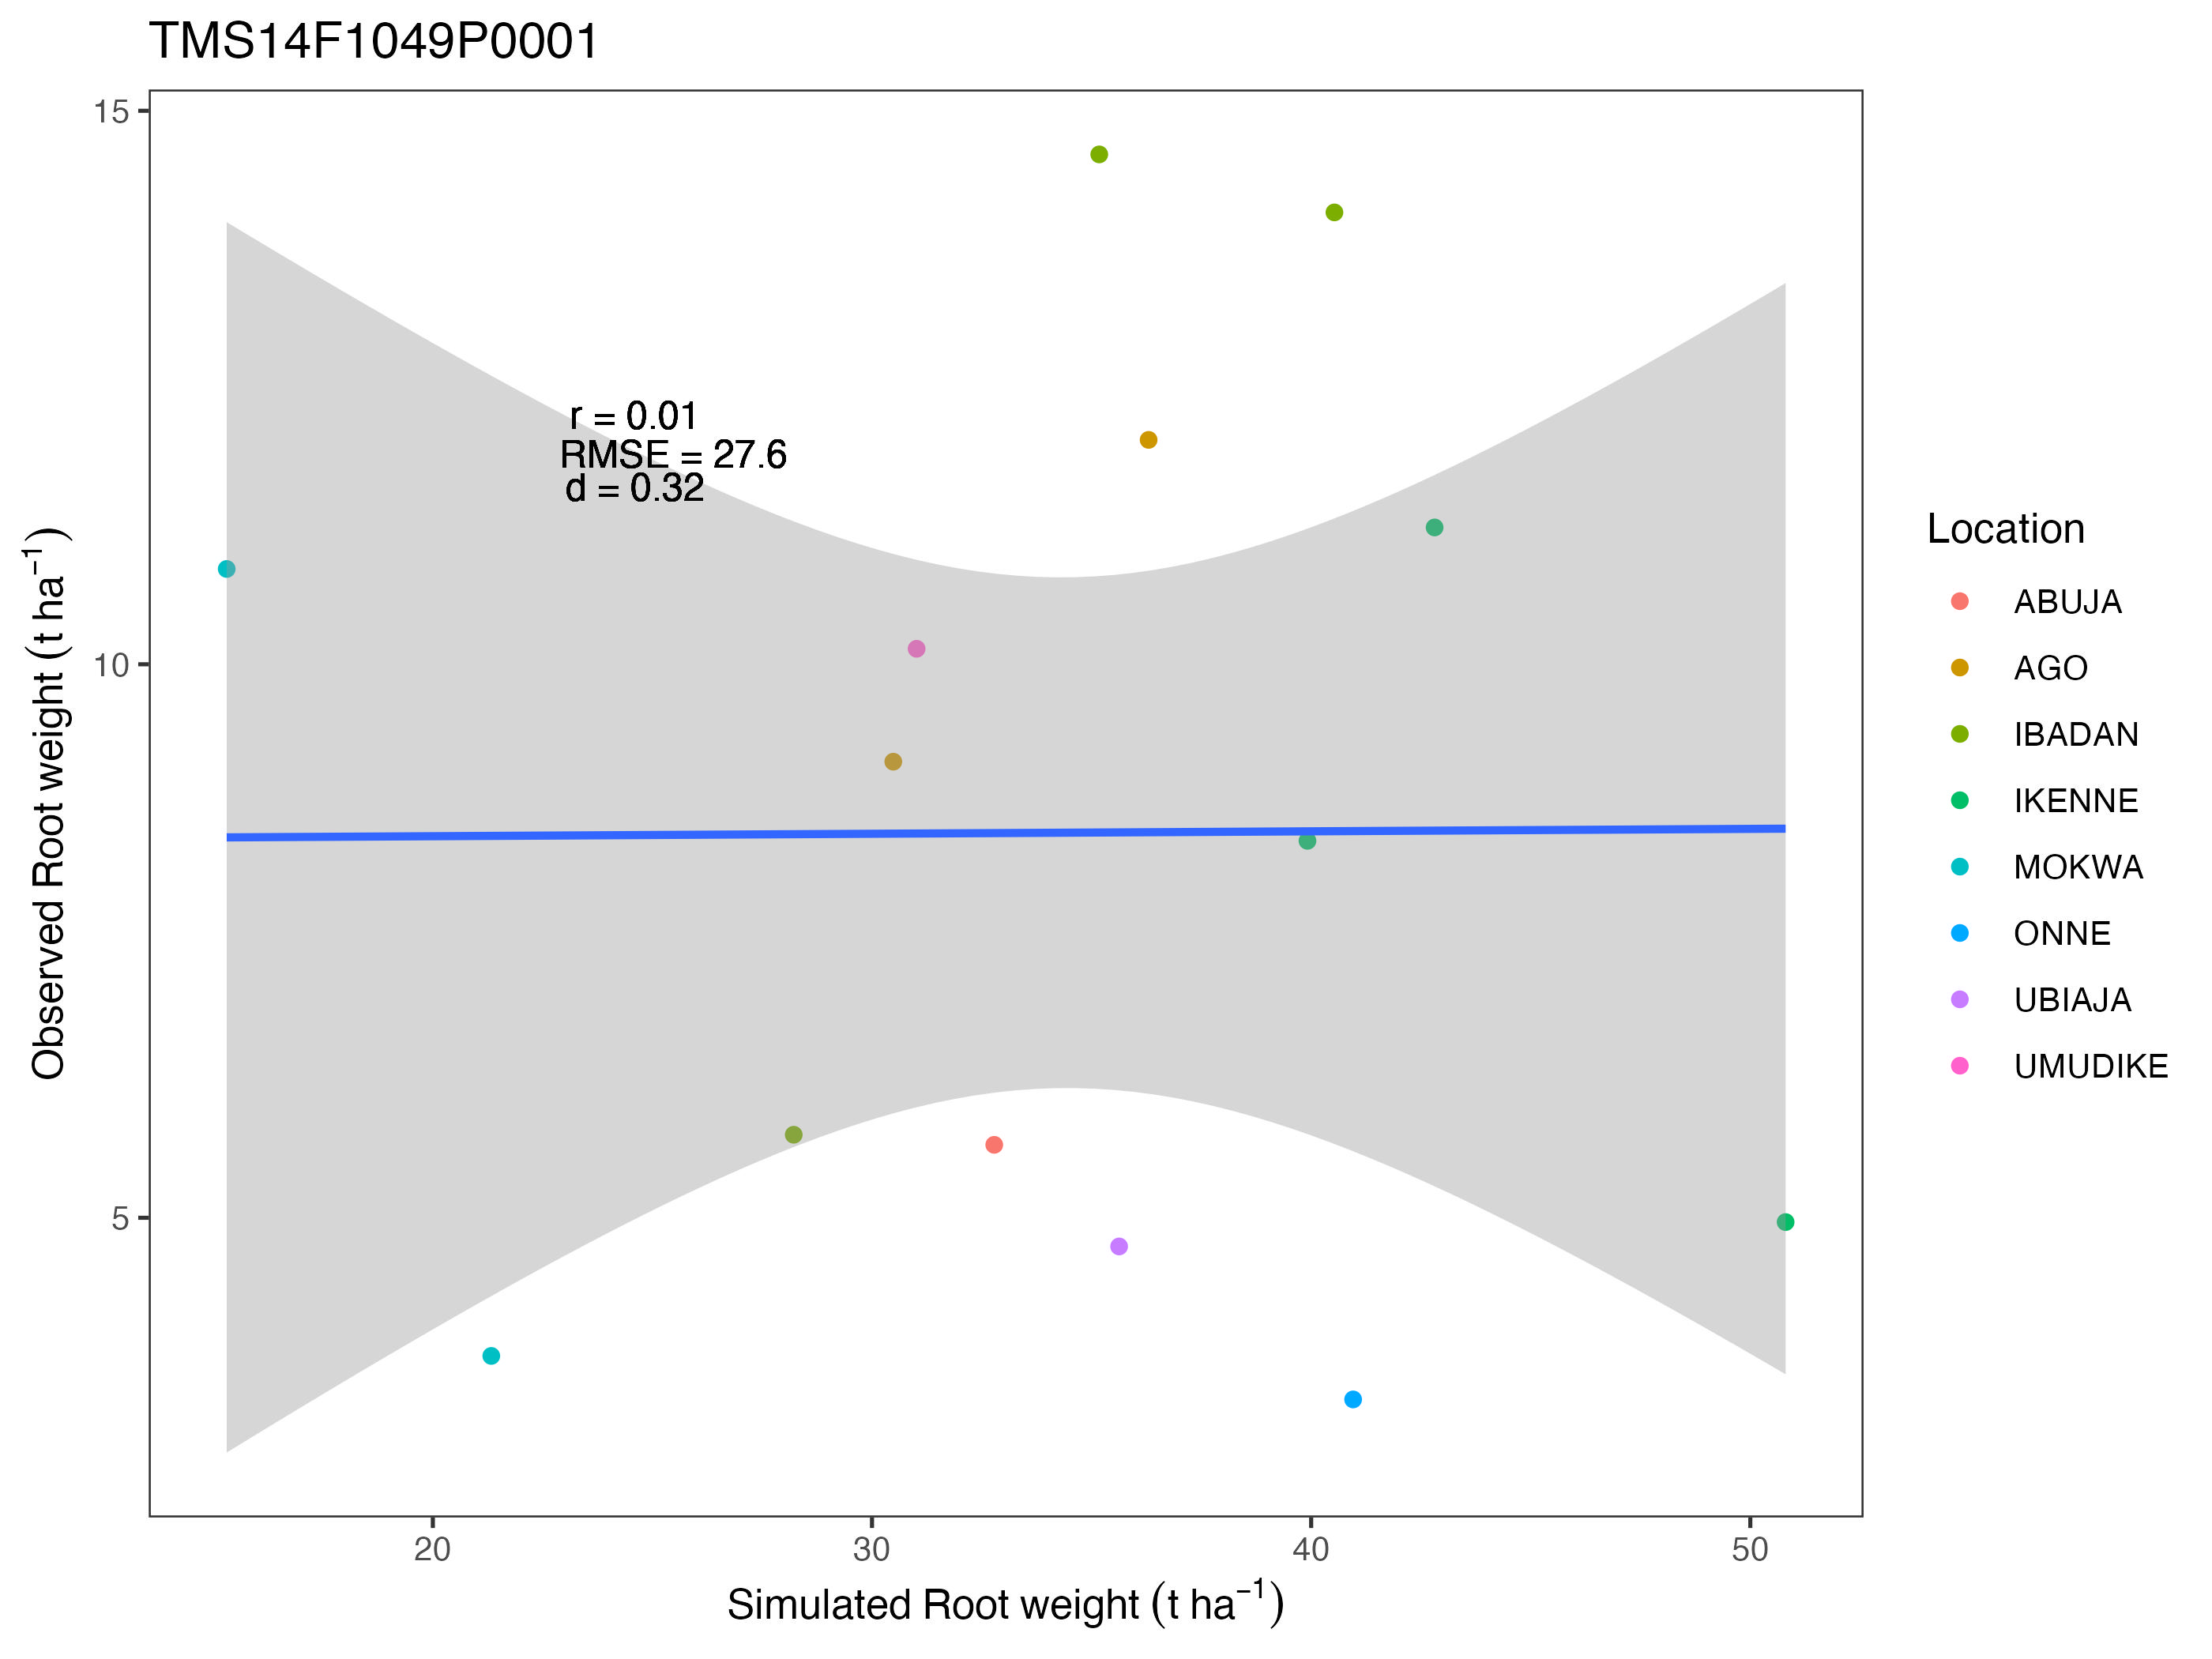 TMS14F1049P0001
15
10
5
Observed Root weight (t ha⁻¹)
r = 0.01
RMSE = 27.6
d = 0.32
20 30 40 50
Simulated Root weight (t ha⁻¹)
Location
ABUJA
AGO
IBADAN
IKENNE
MOKWA
ONNE
UBIAJA
UMUDIKE